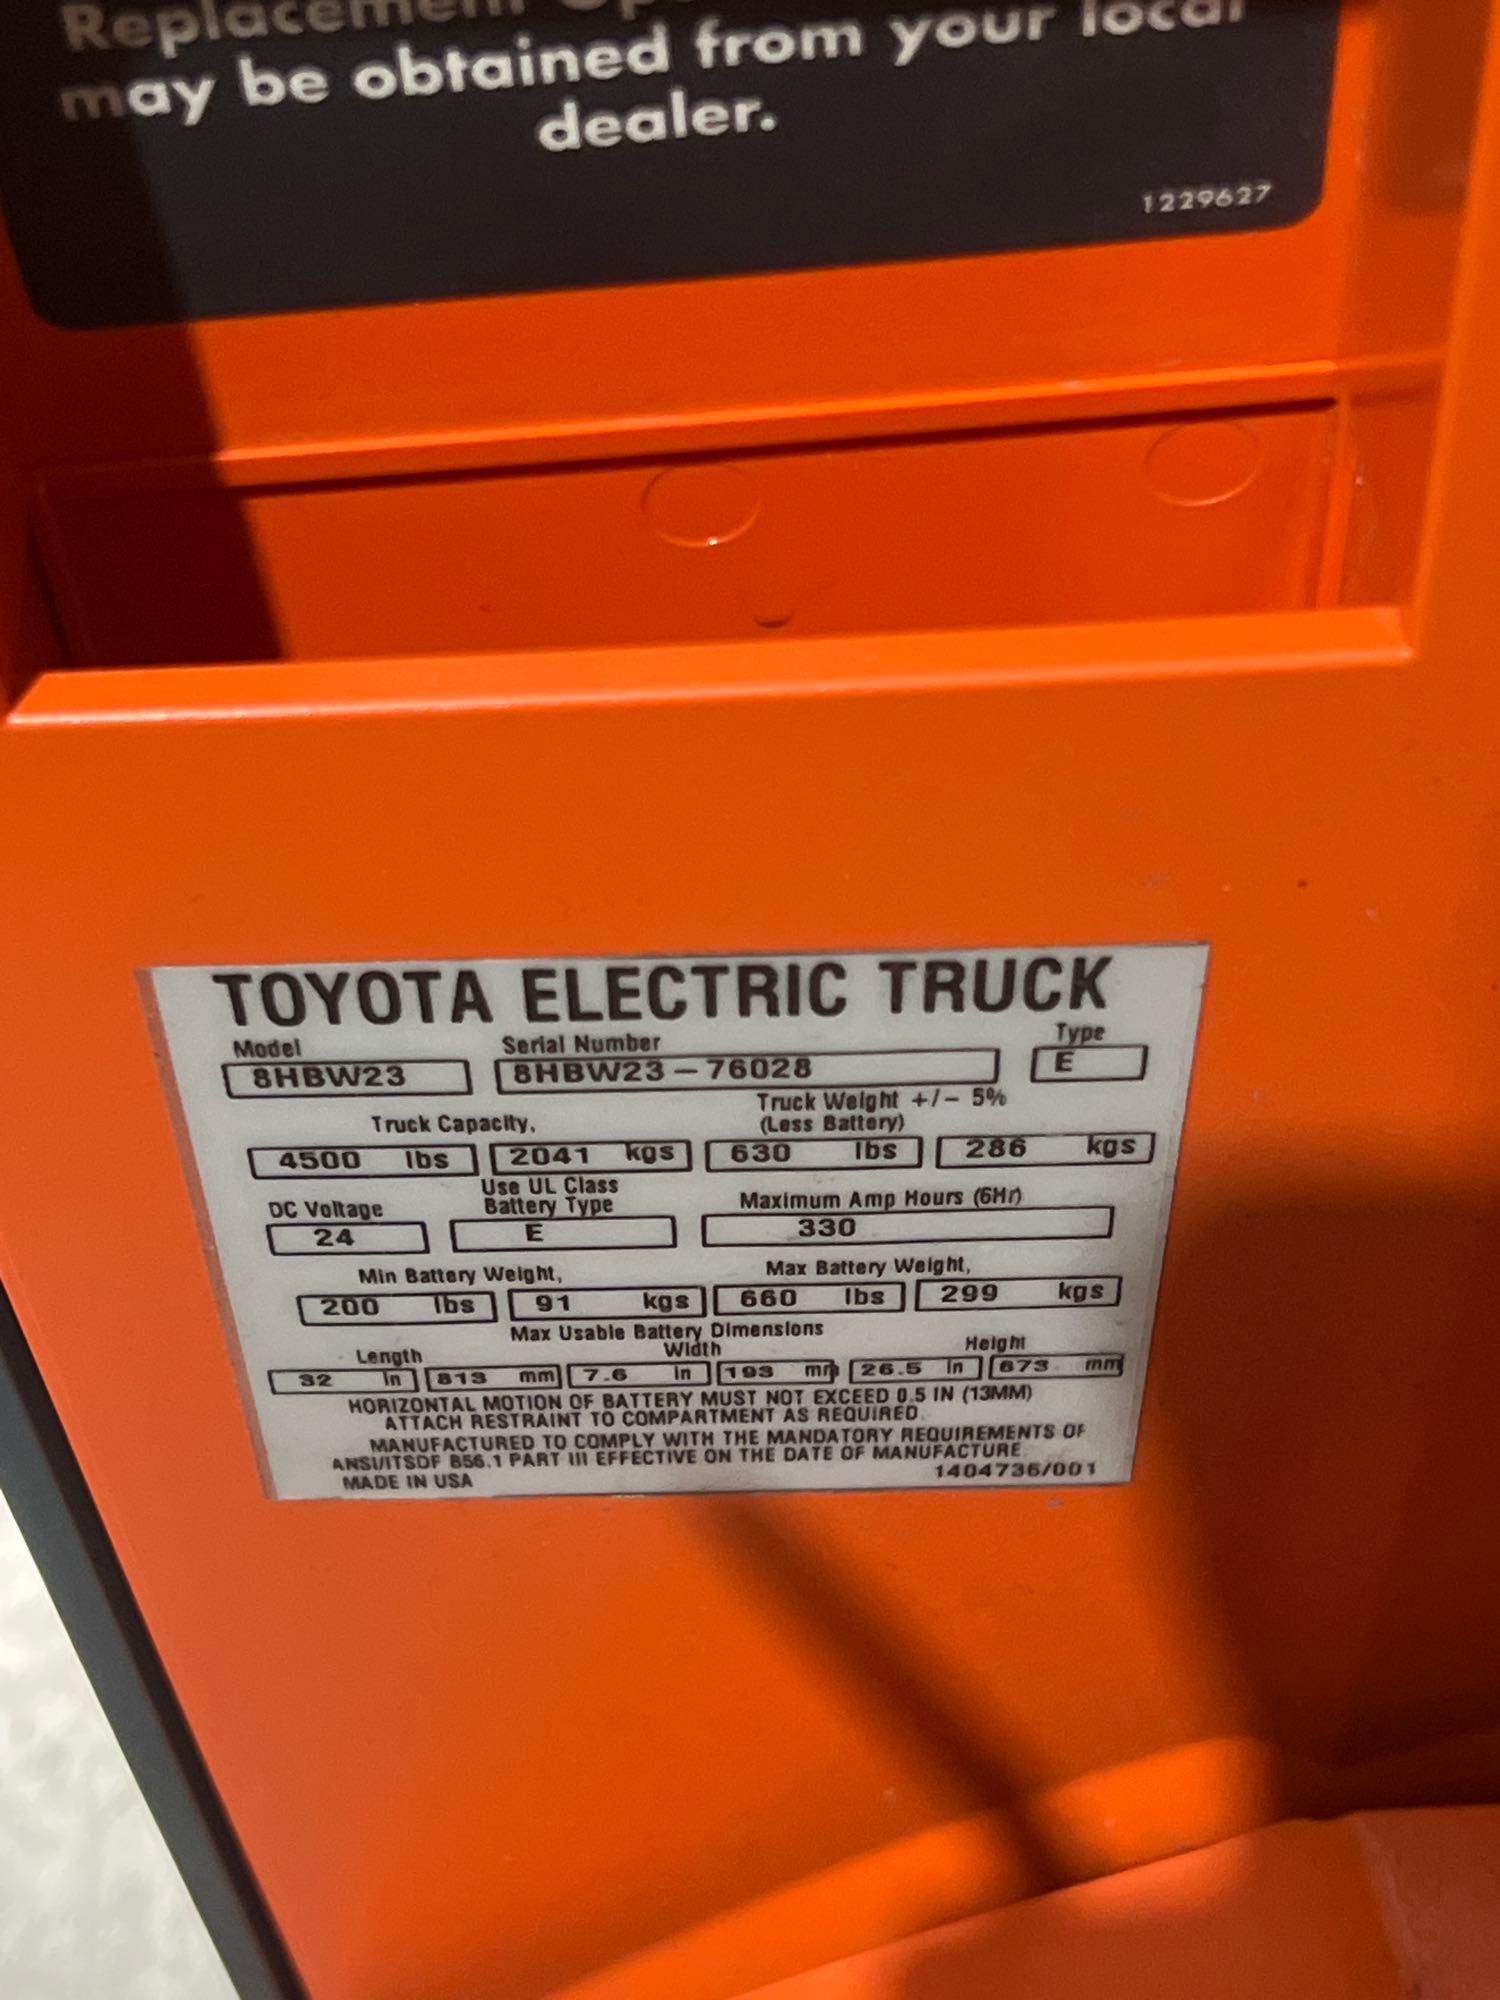 Replacement Op
may be obtained from your local
dealer.
1229627
TOYOTA ELECTRIC TRUCK
Model Serial Number Type
8HBW23 8HBW23-76028 E
Truck Capacity, Truck Weight +/- 5%
(Less Battery)
4500 lbs 2041 kgs 630 lbs 286 kgs
DC Voltage Use UL Class
Battery Type Maximum Amp Hours (6Hr)
24 E 330
Min Battery Weight, Max Battery Weight,
200 lbs 91 kgs 660 lbs 299 kgs
Max Usable Battery Dimensions
Length Width Height
32 in 813 mm 7.6 in 193 mm 26.5 in 673 mm
HORIZONTAL MOTION OF BATTERY MUST NOT EXCEED 0.5 IN (13MM)
ATTACH RESTRAINT TO COMPARTMENT AS REQUIRED.
MANUFACTURED TO COMPLY WITH THE MANDATORY REQUIREMENTS OF
ANSI/ITSDF B56.1 PART III EFFECTIVE ON THE DATE OF MANUFACTURE.
MADE IN USA 1404736/001